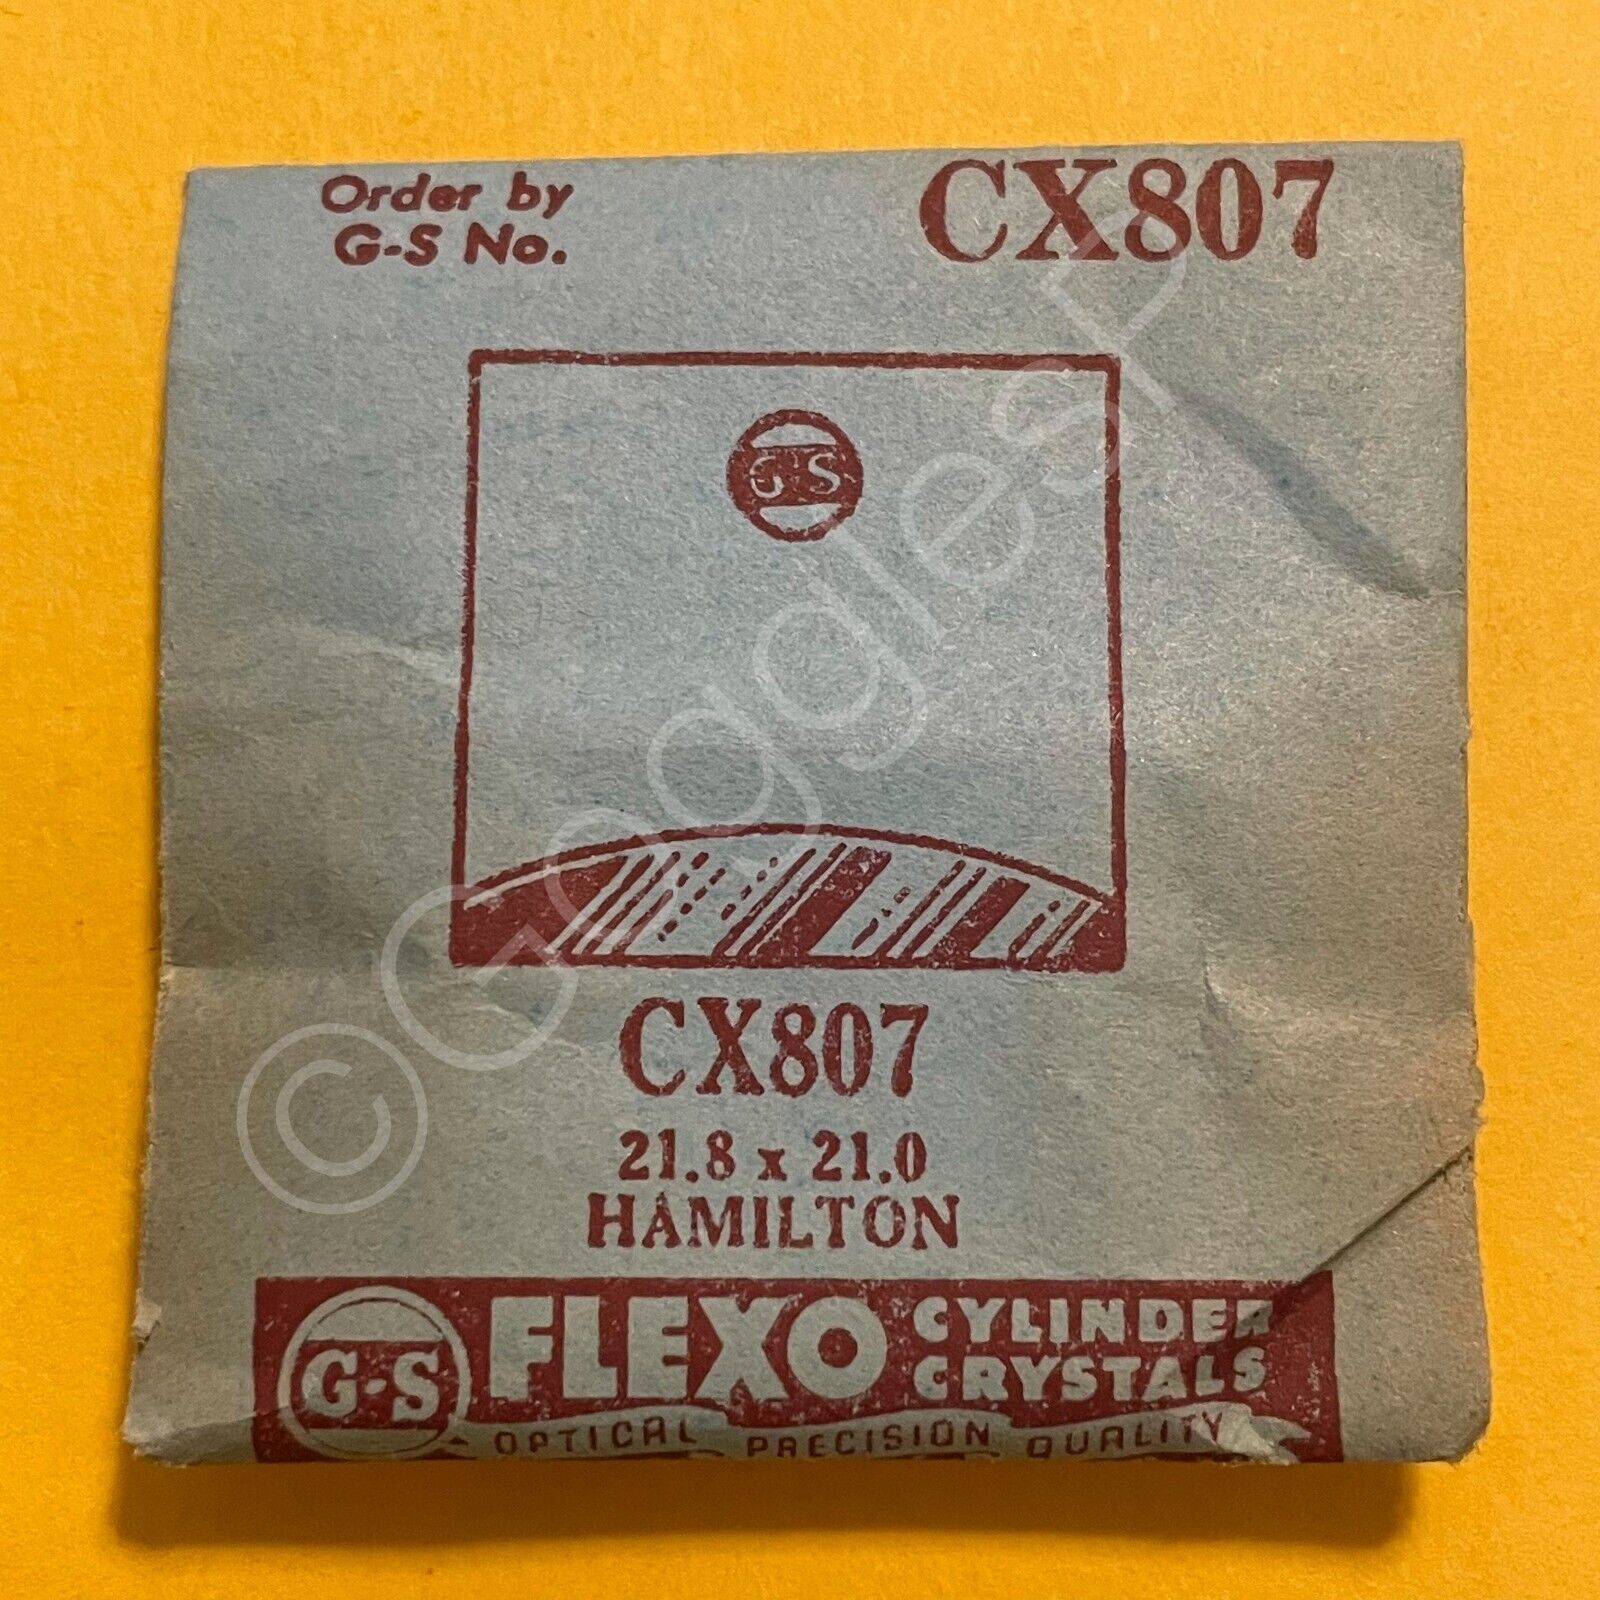 Order by
G-S No.
CX807
G S
CX807
21.8 x 21.0
HAMILTON
G-S FLEXO CYLINDER
CRYSTALS
OPTICAL PRECISION QUALITY